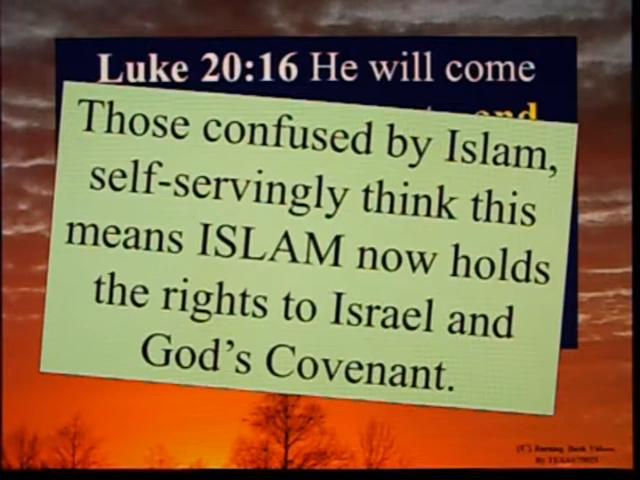 Luke 20:16 He will come
and
Those confused by Islam,
self-servingly think this
means ISLAM now holds
the rights to Israel and
God's Covenant.